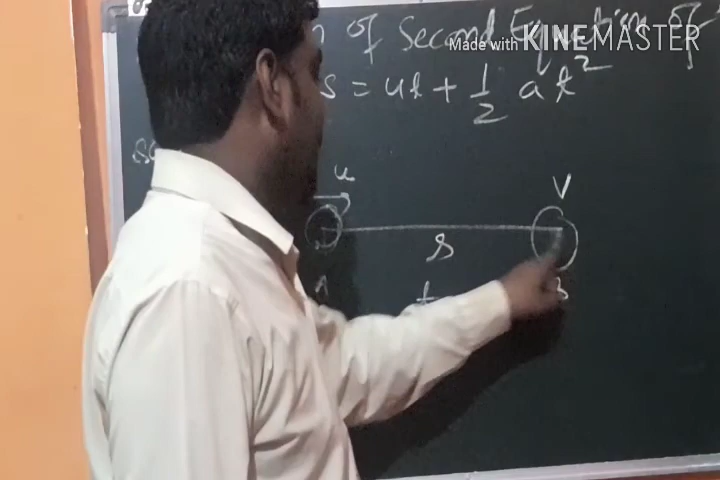 of Second Equation of
Made with KINEMASTER
s = ut + 1/2 at²
u
V
s
t
B